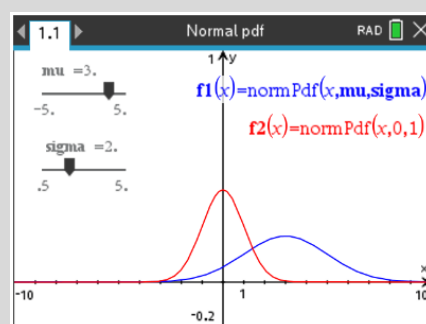 1.1 Normal pdf RAD
mu =3.
-5. 5.
sigma =2.
.5 5.
1 y
f1(x)=normPdf(x,mu,sigma)
f2(x)=normPdf(x,0,1)
x
-10 1 10
-0.2